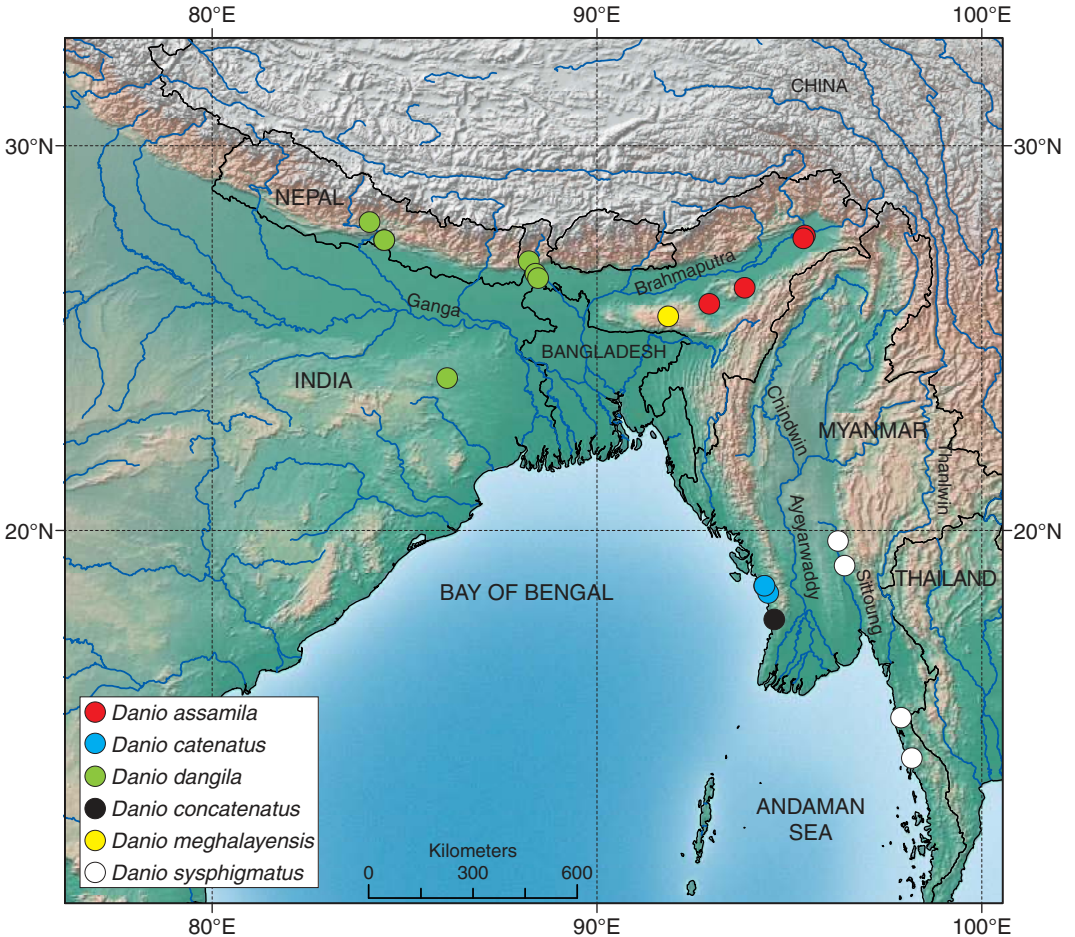 80°E 90°E 100°E
CHINA
30°N 30°N
NEPAL
Brahmaputra
Ganga
BANGLADESH
INDIA
Chindwin
MYANMAR
Thanlwin
Ayeyarwaddy
20°N 20°N
Sittoung
THAILAND
BAY OF BENGAL
Danio assamila
Danio catenatus
Danio dangila
Danio concatenatus
Danio meghalayensis
Danio sysphigmatus
ANDAMAN
SEA
Kilometers
0 300 600
80°E 90°E 100°E